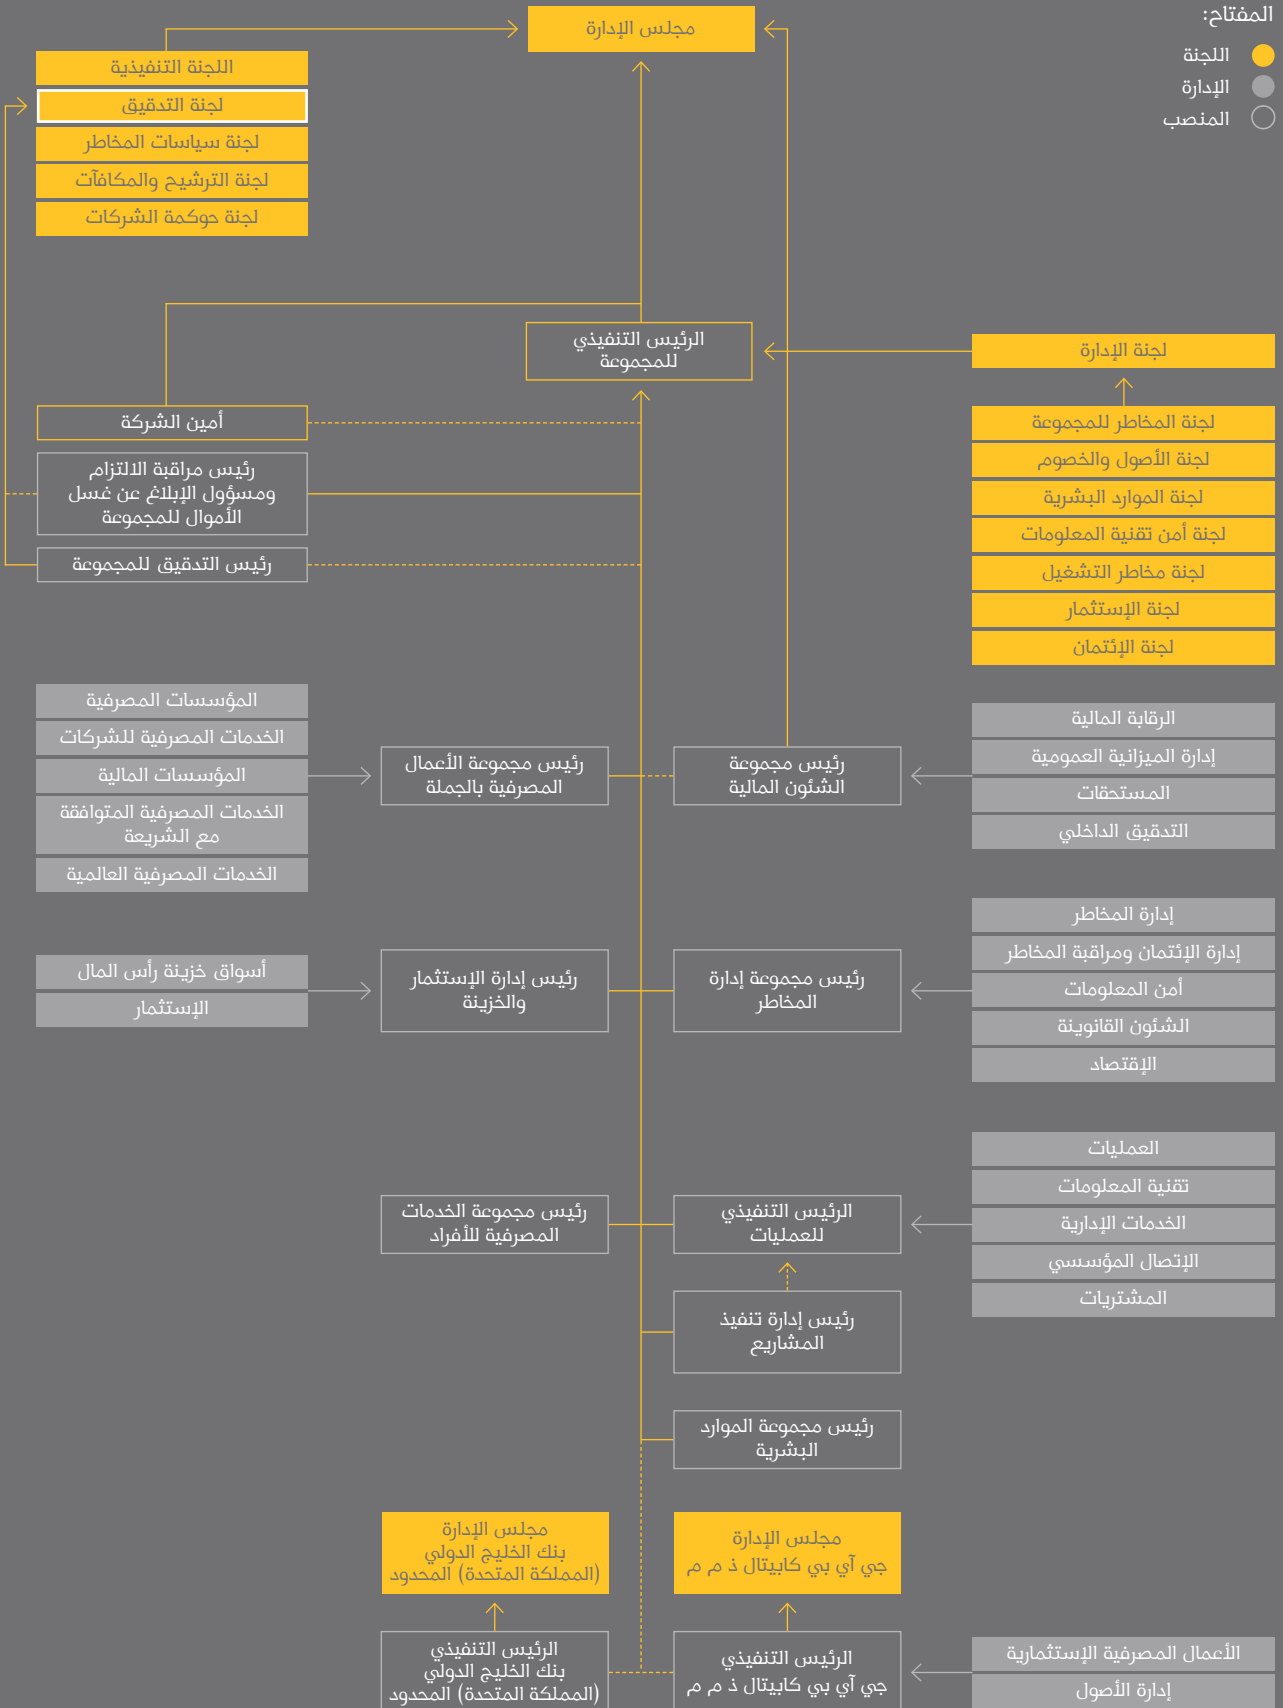 المفتاح:
اللجنة
الإدارة
المنصب
مجلس الإدارة
اللجنة التنفيذية
لجنة التدقيق
لجنة سياسات المخاطر
لجنة الترشيح والمكافآت
لجنة حوكمة الشركات
الرئيس التنفيذي
للمجموعة
لجنة الإدارة
لجنة المخاطر للمجموعة
لجنة الأصول والخصوم
لجنة الموارد البشرية
لجنة أمن تقنية المعلومات
لجنة مخاطر التشغيل
لجنة الإستثمار
لجنة الإئتمان
أمين الشركة
رئيس مراقبة الالتزام
ومسؤول الإبلاغ عن غسل
الأموال للمجموعة
رئيس التدقيق للمجموعة
الرقابة المالية
إدارة الميزانية العمومية
المستحقات
التدقيق الداخلي
رئيس مجموعة
الشئون المالية
رئيس مجموعة الأعمال
المصرفية بالجملة
المؤسسات المصرفية
الخدمات المصرفية للشركات
المؤسسات المالية
الخدمات المصرفية المتوافقة
مع الشريعة
الخدمات المصرفية العالمية
إدارة المخاطر
إدارة الإئتمان ومراقبة المخاطر
أمن المعلومات
الشئون القانوينة
الإقتصاد
رئيس مجموعة إدارة
المخاطر
رئيس إدارة الإستثمار
والخزينة
أسواق خزينة رأس المال
الإستثمار
العمليات
تقنية المعلومات
الخدمات الإدارية
الإتصال المؤسسي
المشتريات
الرئيس التنفيذي
للعمليات
رئيس مجموعة الخدمات
المصرفية للأفراد
رئيس إدارة تنفيذ
المشاريع
رئيس مجموعة الموارد
البشرية
مجلس الإدارة
جي آي بي كابيتال ذ م م
مجلس الإدارة
بنك الخليج الدولي
(المملكة المتحدة) المحدود
الأعمال المصرفية الإستثمارية
إدارة الأصول
الرئيس التنفيذي
جي آي بي كابيتال ذ م م
الرئيس التنفيذي
بنك الخليج الدولي
(المملكة المتحدة) المحدود